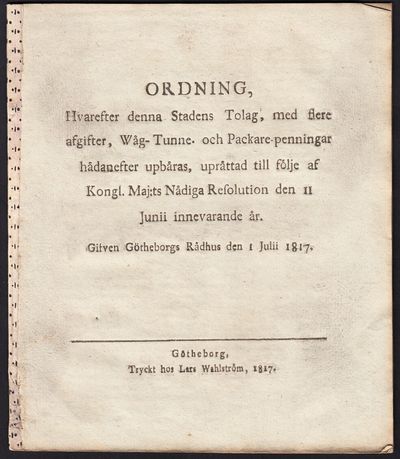 ORDNING,
Hvarefter denna Stadens Tolag, med flere
afgifter, Wåg- Tunne- och Packare-penningar
hådanefter upbåras, upråttad till följe af
Kongl. Maj:ts Nådiga Resolution den 11
Junii innevarande år.
Gifven Götheborgs Rådhus den 1 Julii 1817.
Götheborg,
Tryckt hos Lars Wahlström, 1817.